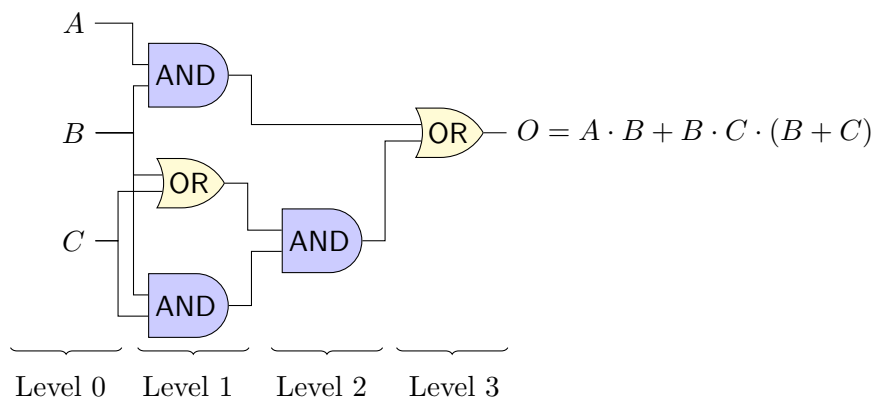 A
AND
B
OR
O = A · B + B · C · (B + C)
OR
C
AND
AND
Level 0
Level 1
Level 2
Level 3